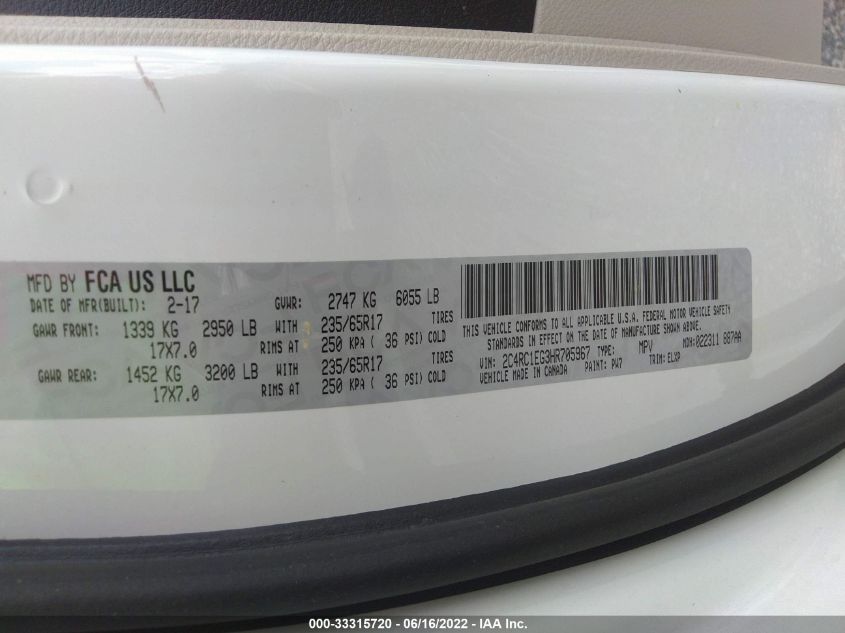 MFD BY FCA US LLC
DATE OF MFR(BUILT): 2-17 GVWR: 2747 KG 6055 LB
GAWR FRONT: 1339 KG 2950 LB WITH 235/65R17 TIRES
17X7.0 RIMS AT 250 KPA ( 36 PSI) COLD
GAWR REAR: 1452 KG 3200 LB WITH 235/65R17 TIRES
17X7.0 RIMS AT 250 KPA ( 36 PSI) COLD
THIS VEHICLE CONFORMS TO ALL APPLICABLE U.S.A. FEDERAL MOTOR VEHICLE SAFETY
STANDARDS IN EFFECT ON THE DATE OF MANUFACTURE SHOWN ABOVE.
VIN: 2C4RC1EG3HR705967 TYPE: MPV MDH:022311 887AA
VEHICLE MADE IN CANADA PAINT: PW7 TRIM:
000-33315720 - 06/16/2022 - IAA Inc.